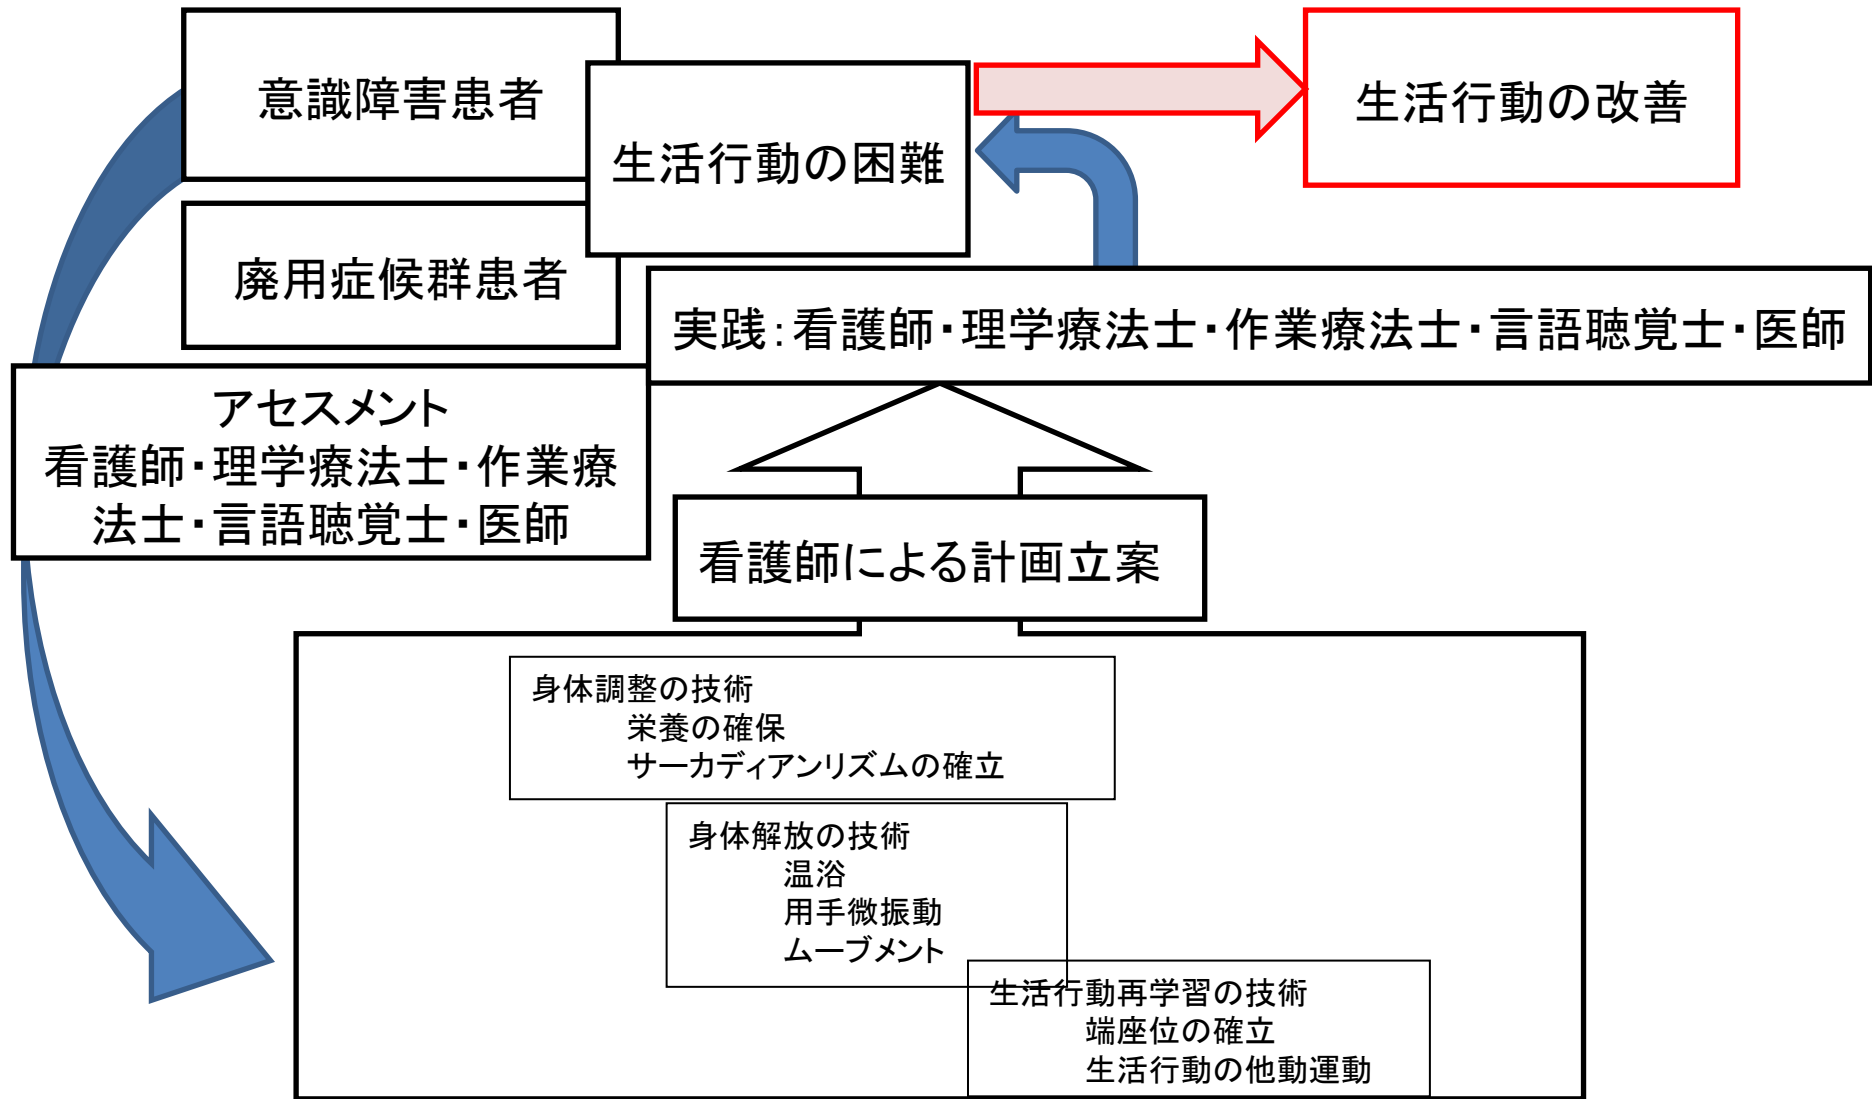 意識障害患者
生活行動の困難
生活行動の改善
廃用症候群患者
実践：看護師・理学療法士・作業療法士・言語聴覚士・医師
アセスメント
看護師・理学療法士・作業療
法士・言語聴覚士・医師
看護師による計画立案
身体調整の技術
栄養の確保
サーカディアンリズムの確立
身体解放の技術
温浴
用手微振動
ムーブメント
生活行動再学習の技術
端座位の確立
生活行動の他動運動